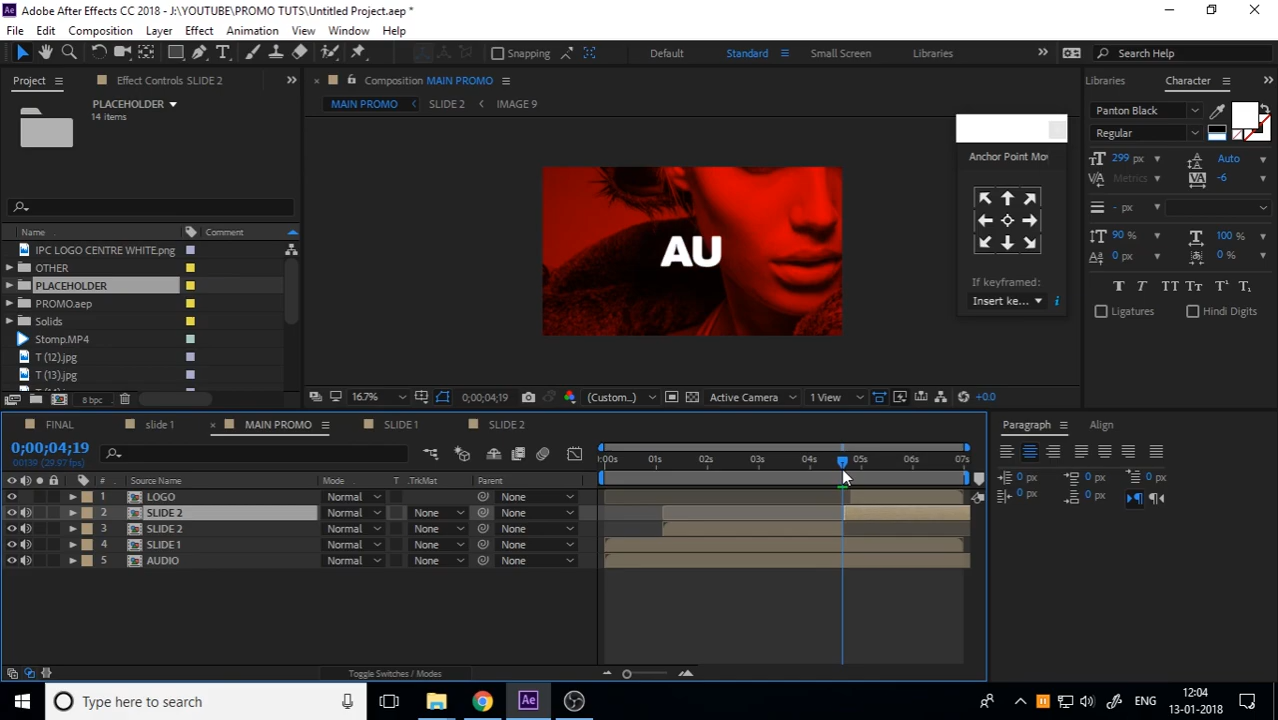 Adobe After Effects CC 2018 - J:\YOUTUBE\PROMO TUTS\Untitled Project.aep *
File Edit Composition Layer Effect Animation View Window Help
Snapping Default Standard Small Screen Libraries Search Help
Project Effect Controls SLIDE 2
Composition MAIN PROMO
Libraries Character
PLACEHOLDER
14 items
MAIN PROMO SLIDE 2 IMAGE 9
Panton Black
Regular
Anchor Point Mov
299 px Auto
Metrics -6
- px
90 % 100 %
0 px 0 %
If keyframed:
Insert ke...
Ligatures Hindi Digits
AU
Name Comment
IPC LOGO CENTRE WHITE.png
OTHER
PLACEHOLDER
PROMO.aep
Solids
Stomp.MP4
T (12).jpg
T (13).jpg
8 bpc
16.7% 0;00;04;19 (Custom...) Active Camera 1 View +0.0
FINAL slide 1 MAIN PROMO SLIDE 1 SLIDE 2
Paragraph Align
0;00;04;19
00139 (29.97 fps)
:00s 01s 02s 03s 04s 05s 06s 07s
# Source Name Mode T .TrkMat Parent
1 LOGO Normal None
2 SLIDE 2 Normal None None
3 SLIDE 2 Normal None None
4 SLIDE 1 Normal None None
5 AUDIO Normal None None
0 px 0 px 0 px
0 px 0 px
Toggle Switches / Modes
Type here to search
ENG
12:04
13-01-2018